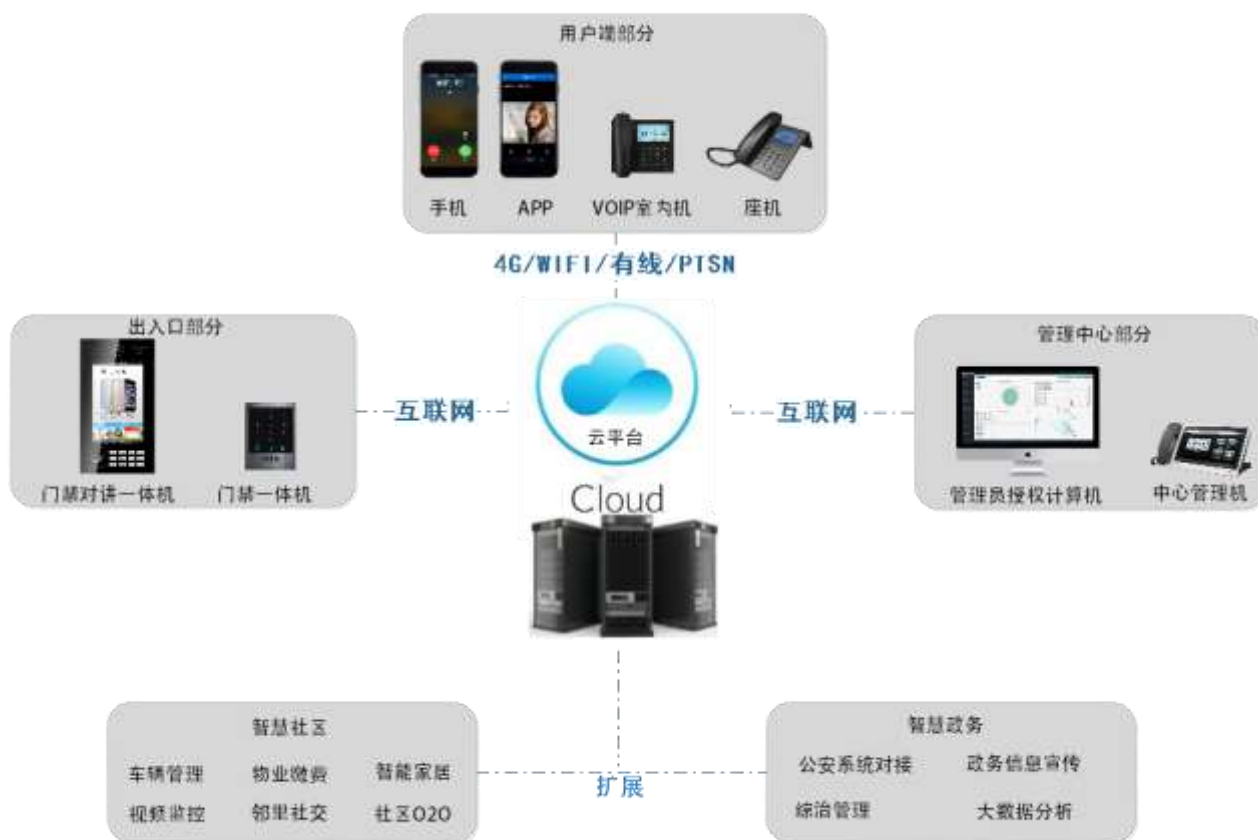 用户端部分
手机
APP
VOIP室内机
座机
4G/WIFI/有线/PTSN
出入口部分
门禁对讲一体机
门禁一体机
互联网
云平台
Cloud
互联网
管理中心部分
管理员授权计算机
中心管理机
智慧社区
车辆管理
物业缴费
智能家居
视频监控
邻里社交
社区O2O
扩展
智慧政务
公安系统对接
政务信息宣传
综治管理
大数据分析